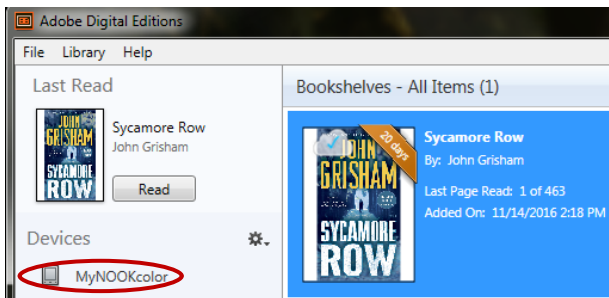 Adobe Digital Editions
File Library Help
Last Read
JOHN
GRISHAM
SYCAMORE
ROW
Sycamore Row
John Grisham
Read
Devices
MyNOOKcolor
Bookshelves - All Items (1)
JOHN
GRISHAM
SYCAMORE
ROW
20 days
Sycamore Row
By: John Grisham
Last Page Read: 1 of 463
Added On: 11/14/2016 2:18 PM